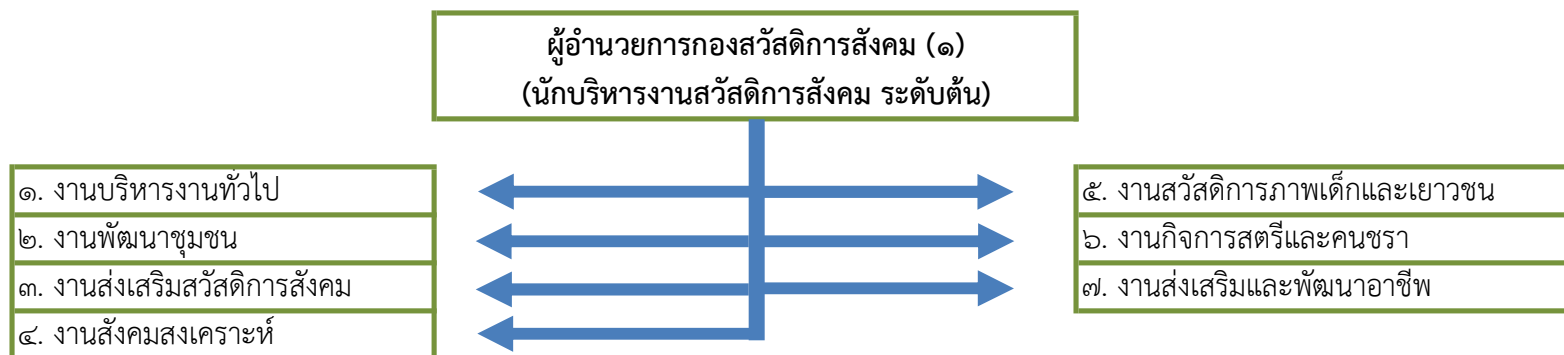 ผู้อำนวยการกองสวัสดิการสังคม (๑)
(นักบริหารงานสวัสดิการสังคม ระดับต้น)
๑. งานบริหารงานทั่วไป
๒. งานพัฒนาชุมชน
๓. งานส่งเสริมสวัสดิการสังคม
๔. งานสังคมสงเคราะห์
๕. งานสวัสดิการภาพเด็กและเยาวชน
๖. งานกิจการสตรีและคนชรา
๗. งานส่งเสริมและพัฒนาอาชีพ